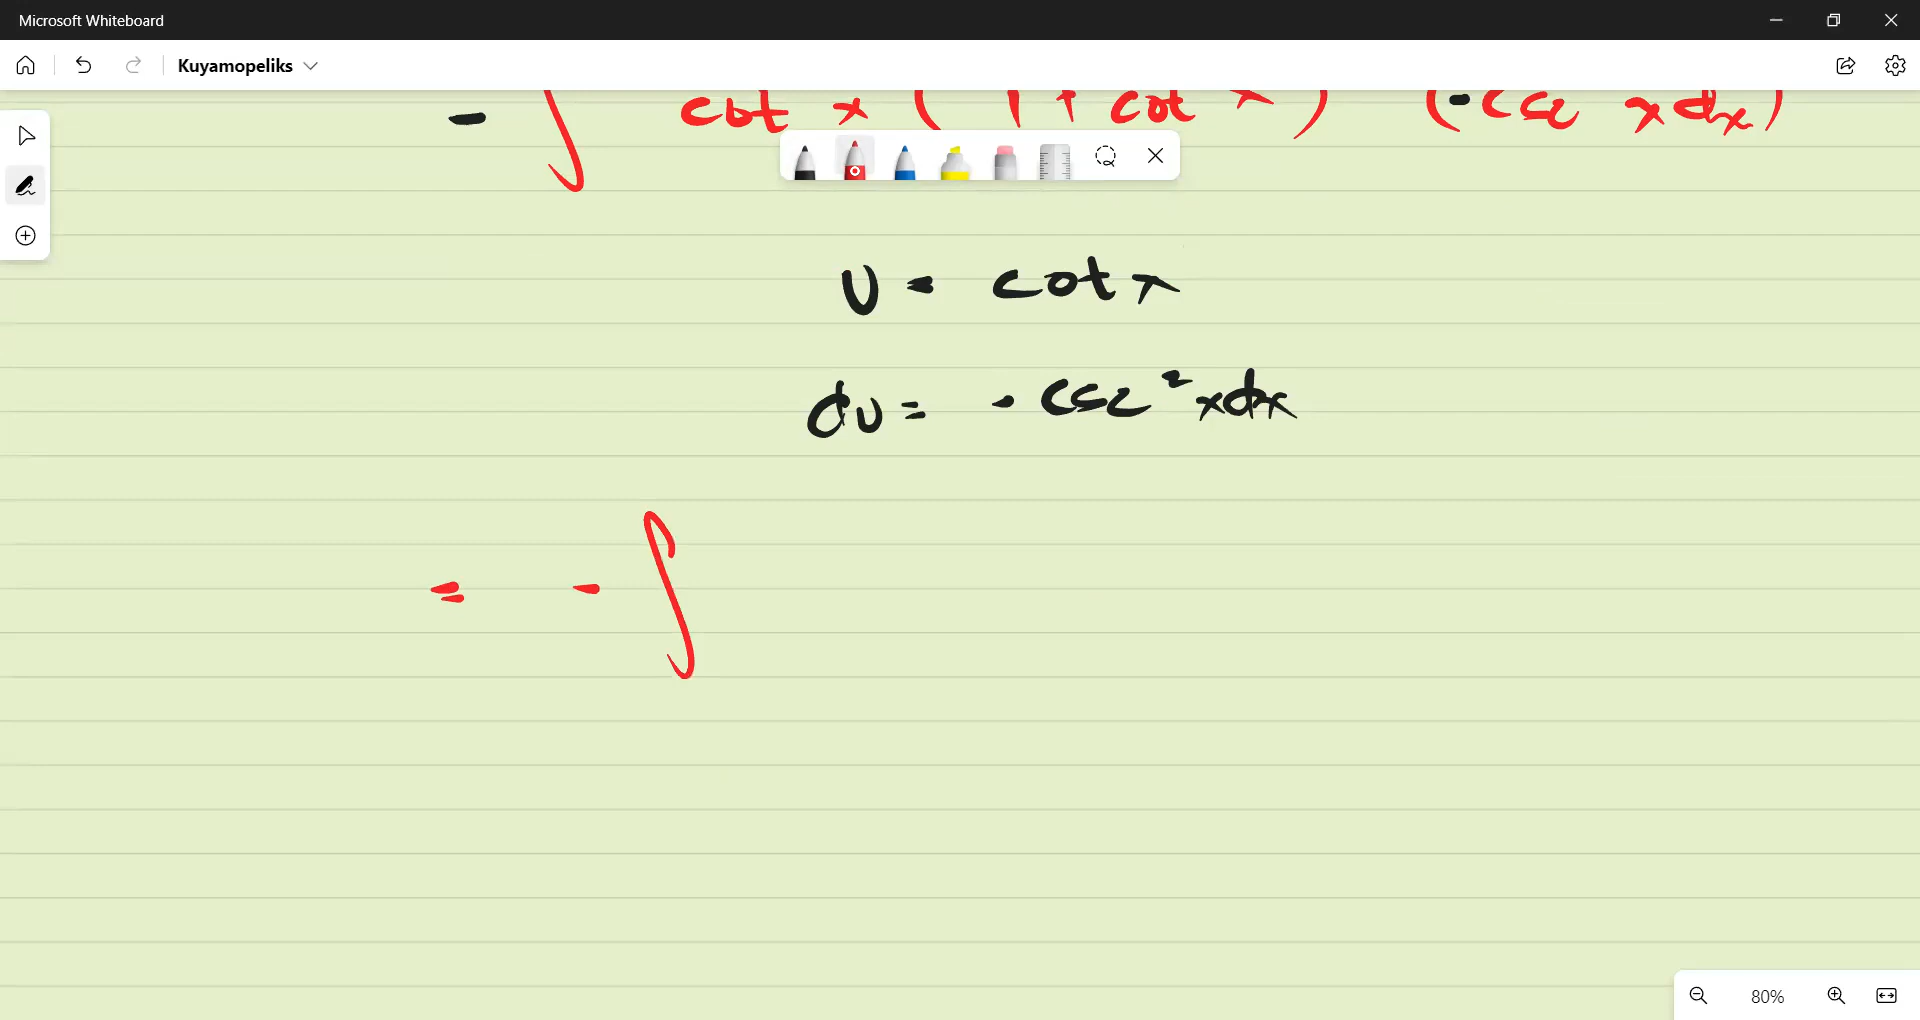 Microsoft Whiteboard
Kuyamopeliks
- ∫ cot x ( 1 + cot x ) (-csc x dx)
u = cot x
du = - csc² x dx
= - ∫
80%